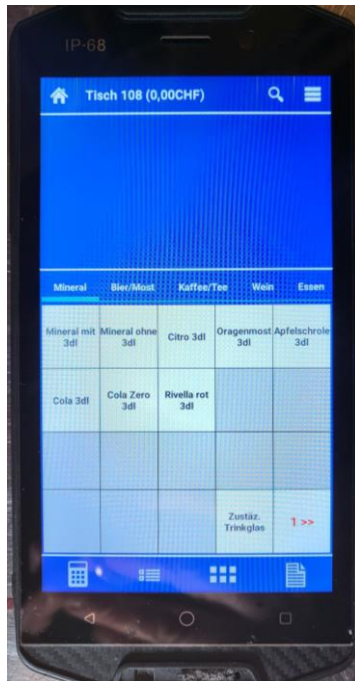 IP-68
Tisch 108 (0,00CHF)
Mineral Bier/Most Kaffee/Tee Wein Essen
Mineral mit 3dl
Mineral ohne 3dl
Citro 3dl
Oragenmost 3dl
Apfelschrole 3dl
Cola 3dl
Cola Zero 3dl
Rivella rot 3dl
Zustäz. Trinkglas
1 >>